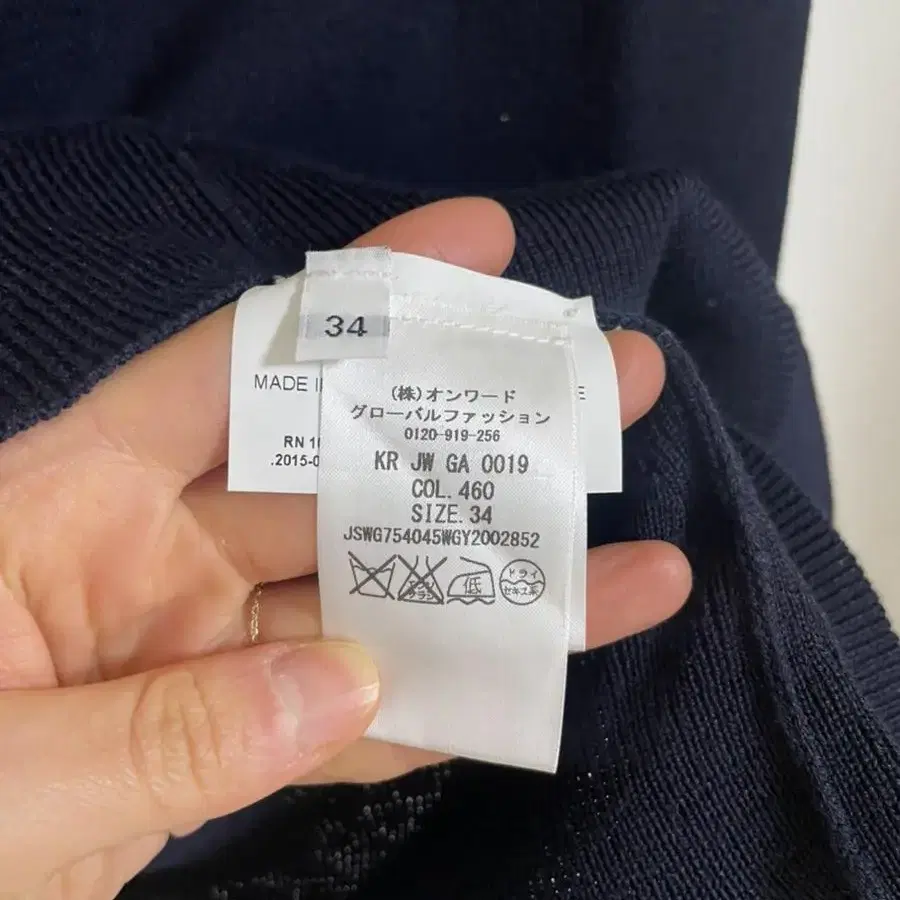 34
MADE I
E
RN 1
.2015-0
(株)オンワード
グローバルファッション
0120-919-256
KR JW GA 0019
COL. 460
SIZE. 34
JSWG754045WGY2002852
低
ドライ
セキユ系